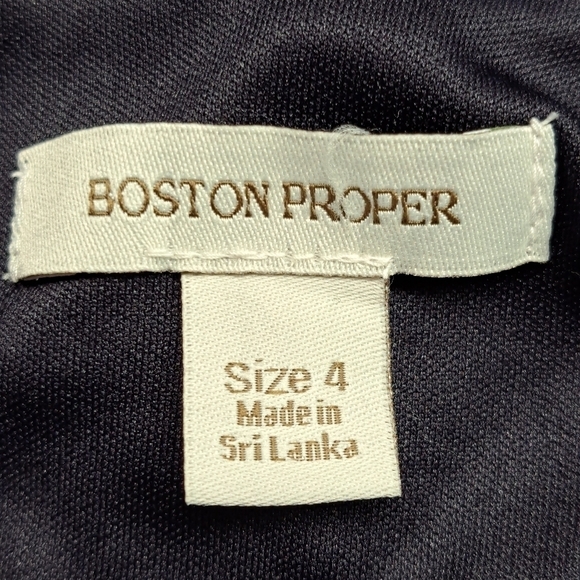 BOSTON PROPER
Size 4
Made in
Sri Lanka